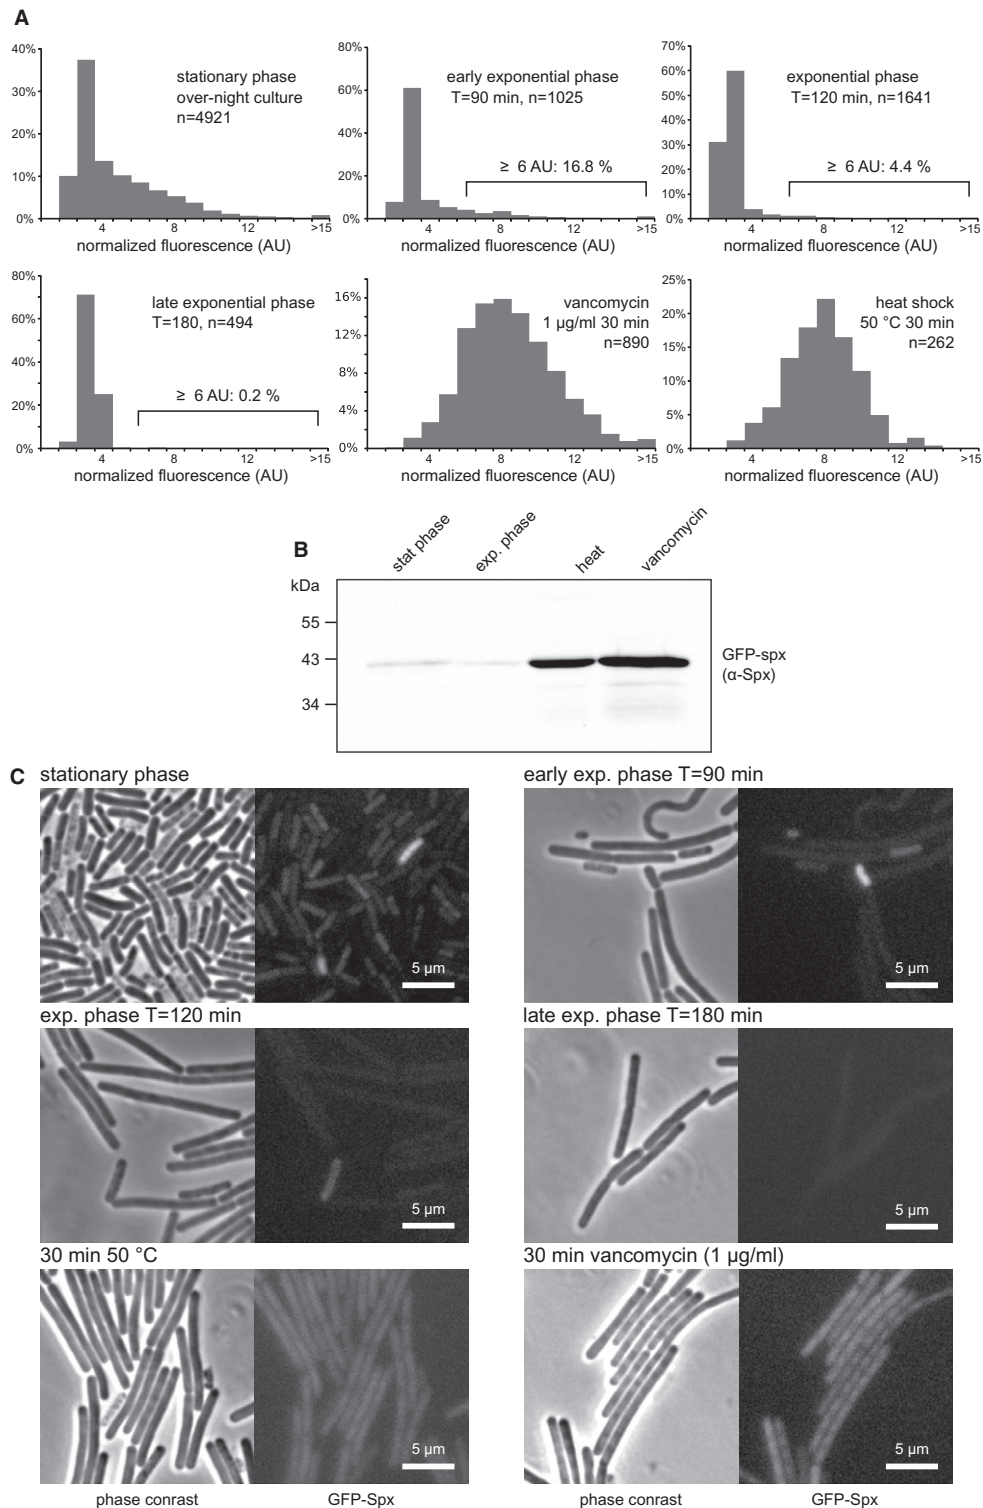 A
40%
30%
20%
10%
0%
stationary phase
over-night culture
n=4921
4
8
12
>15
normalized fluorescence (AU)
80%
60%
40%
20%
0%
early exponential phase
T=90 min, n=1025
≥ 6 AU: 16.8 %
4
8
12
>15
normalized fluorescence (AU)
70%
60%
50%
40%
30%
20%
10%
0%
exponential phase
T=120 min, n=1641
≥ 6 AU: 4.4 %
4
8
12
>15
normalized fluorescence (AU)
80%
60%
40%
20%
0%
late exponential phase
T=180, n=494
≥ 6 AU: 0.2 %
4
8
12
>15
normalized fluorescence (AU)
16%
12%
8%
4%
0%
vancomycin
1 µg/ml 30 min
n=890
4
8
12
>15
normalized fluorescence (AU)
25%
20%
15%
10%
5%
0%
heat shock
50 °C 30 min
n=262
4
8
12
>15
normalized fluorescence (AU)
B
stat phase
exp. phase
heat
vancomycin
kDa
55
43
34
GFP-spx
(α-Spx)
C
stationary phase
5 µm
early exp. phase T=90 min
5 µm
exp. phase T=120 min
5 µm
late exp. phase T=180 min
5 µm
30 min 50 °C
5 µm
30 min vancomycin (1 µg/ml)
5 µm
phase conrast
GFP-Spx
phase conrast
GFP-Spx